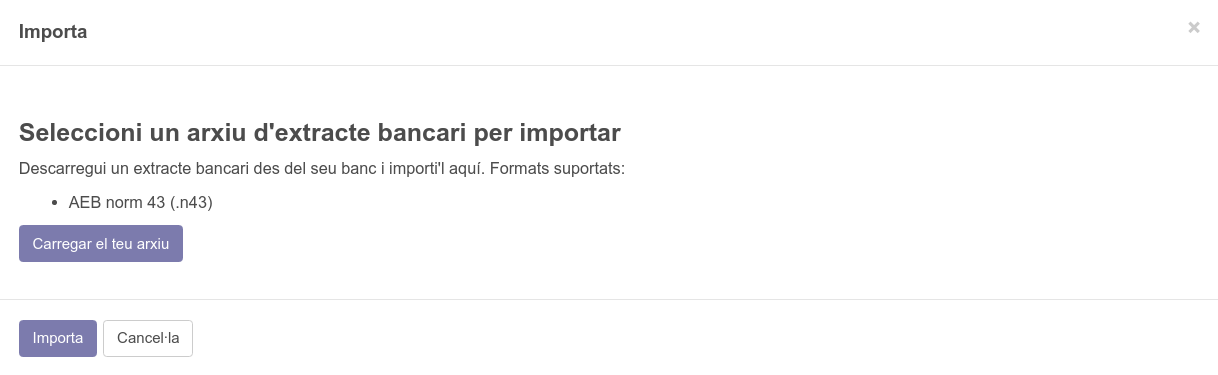 Importa
×
Seleccioni un arxiu d'extracte bancari per importar
Descarregui un extracte bancari des del seu banc i importi'l aquí. Formats suportats:
• AEB norm 43 (.n43)
Carregar el teu arxiu
Importa
Cancel·la